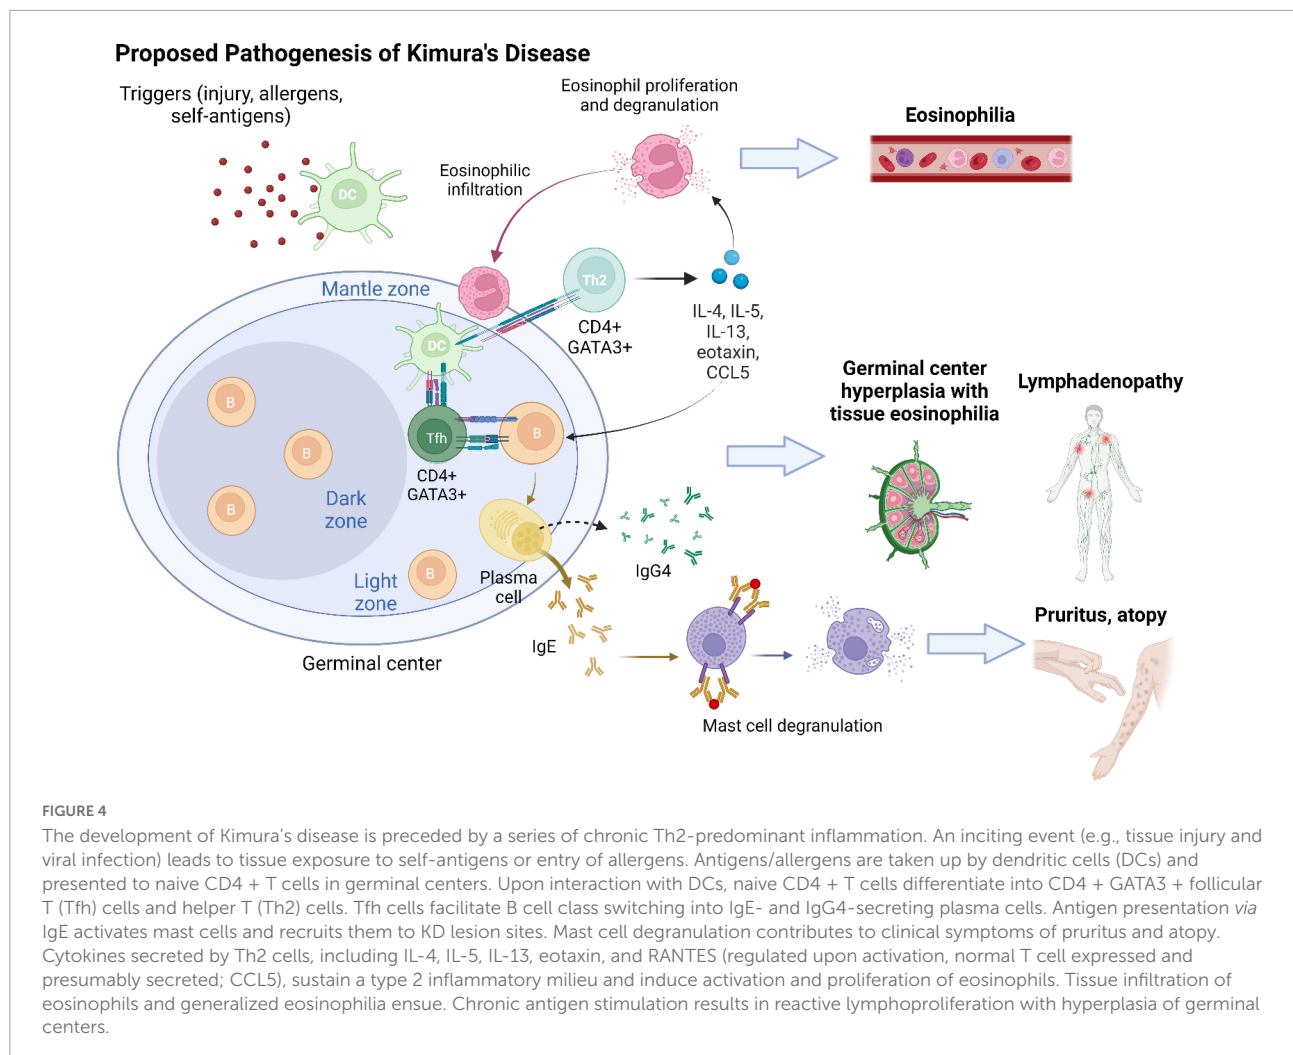 Proposed Pathogenesis of Kimura's Disease
Triggers (injury, allergens,
self-antigens)
DC
Eosinophil proliferation
and degranulation
Eosinophilic
infiltration
Eosinophilia
Mantle zone
Th2
CD4+
GATA3+
IL-4, IL-5,
IL-13,
eotaxin,
CCL5
DC
Tfh
CD4+
GATA3+
B
B
B
B
B
Dark
zone
Light
zone
Plasma
cell
Germinal center
IgG4
IgE
Germinal center
hyperplasia with
tissue eosinophilia
Lymphadenopathy
Mast cell degranulation
Pruritus, atopy
FIGURE 4
The development of Kimura's disease is preceded by a series of chronic Th2-predominant inflammation. An inciting event (e.g., tissue injury and
viral infection) leads to tissue exposure to self-antigens or entry of allergens. Antigens/allergens are taken up by dendritic cells (DCs) and
presented to naive CD4 + T cells in germinal centers. Upon interaction with DCs, naive CD4 + T cells differentiate into CD4 + GATA3 + follicular
T (Tfh) cells and helper T (Th2) cells. Tfh cells facilitate B cell class switching into IgE- and IgG4-secreting plasma cells. Antigen presentation via
IgE activates mast cells and recruits them to KD lesion sites. Mast cell degranulation contributes to clinical symptoms of pruritus and atopy.
Cytokines secreted by Th2 cells, including IL-4, IL-5, IL-13, eotaxin, and RANTES (regulated upon activation, normal T cell expressed and
presumably secreted; CCL5), sustain a type 2 inflammatory milieu and induce activation and proliferation of eosinophils. Tissue infiltration of
eosinophils and generalized eosinophilia ensue. Chronic antigen stimulation results in reactive lymphoproliferation with hyperplasia of germinal
centers.